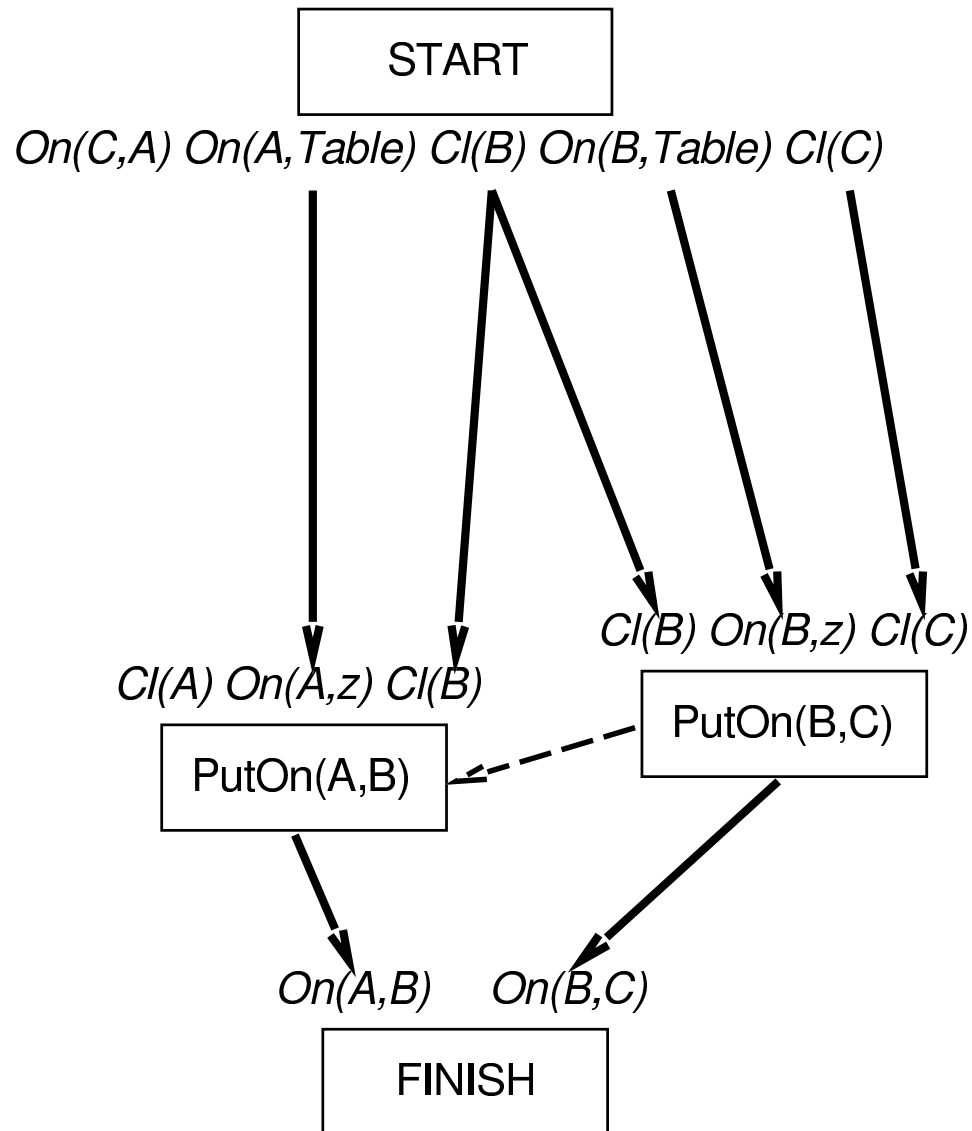 START
On(C,A) On(A,Table) Cl(B) On(B,Table) Cl(C)
Cl(B) On(B,z) Cl(C)
Cl(A) On(A,z) Cl(B)
PutOn(B,C)
PutOn(A,B)
On(A,B) On(B,C)
FINISH